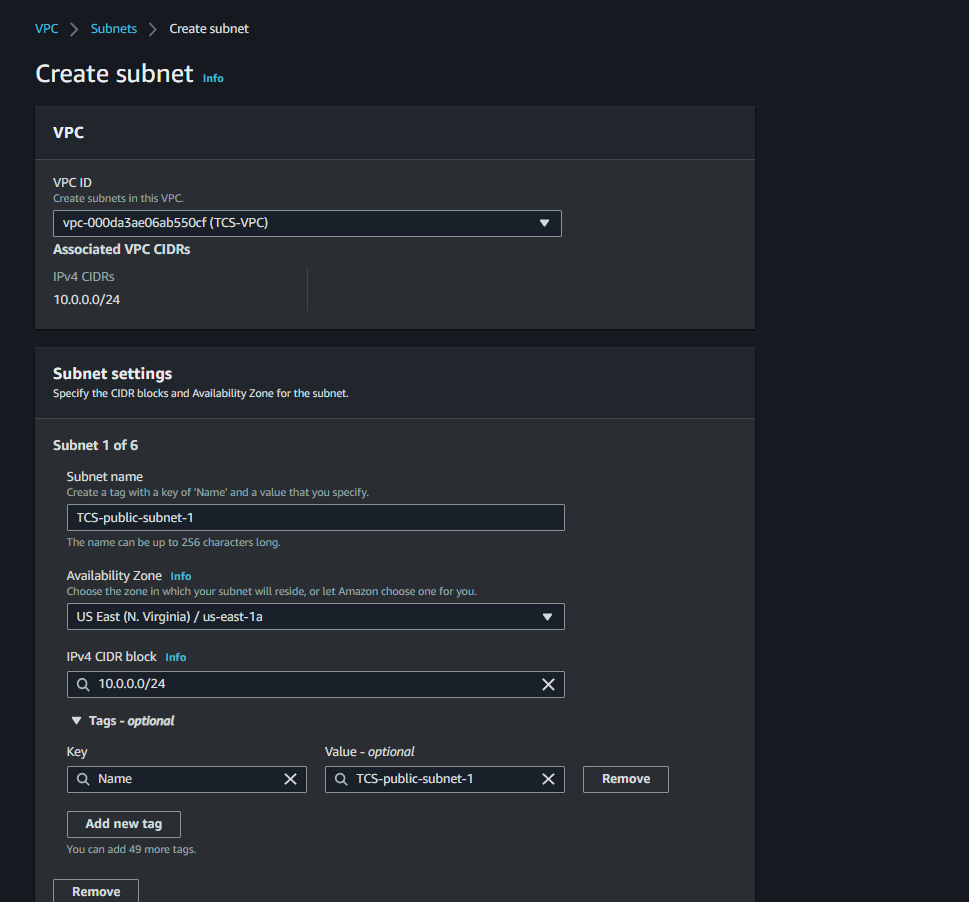 VPC > Subnets > Create subnet
Create subnet Info
VPC
VPC ID
Create subnets in this VPC.
vpc-000da3ae06ab550cf (TCS-VPC)
Associated VPC CIDRs
IPv4 CIDRs
10.0.0.0/24
Subnet settings
Specify the CIDR blocks and Availability Zone for the subnet.
Subnet 1 of 6
Subnet name
Create a tag with a key of 'Name' and a value that you specify.
TCS-public-subnet-1
The name can be up to 256 characters long.
Availability Zone Info
Choose the zone in which your subnet will reside, or let Amazon choose one for you.
US East (N. Virginia) / us-east-1a
IPv4 CIDR block Info
10.0.0.0/24
Tags - optional
Key Value - optional
Name TCS-public-subnet-1 Remove
Add new tag
You can add 49 more tags.
Remove